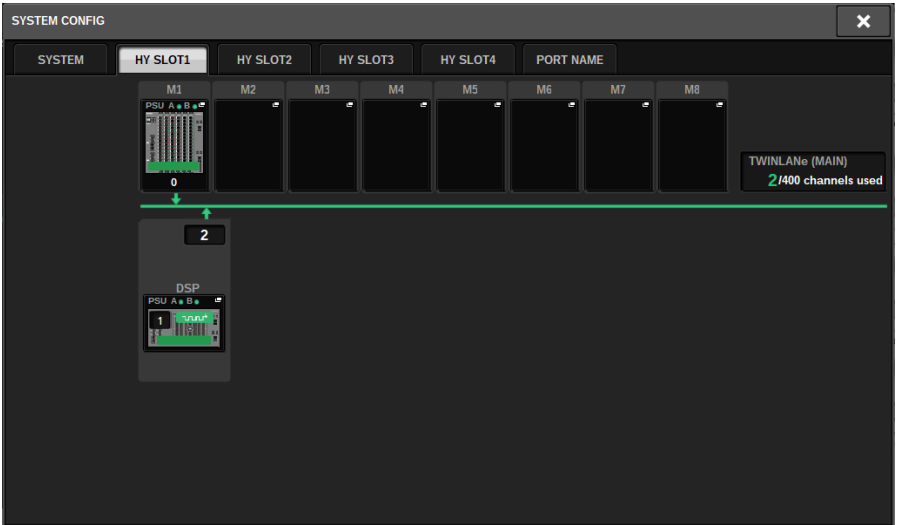 SYSTEM CONFIG
SYSTEM HY SLOT1 HY SLOT2 HY SLOT3 HY SLOT4 PORT NAME
M1 M2 M3 M4 M5 M6 M7 M8
PSU A B
0
TWINLANe (MAIN)
2/400 channels used
2
DSP
PSU A B
1